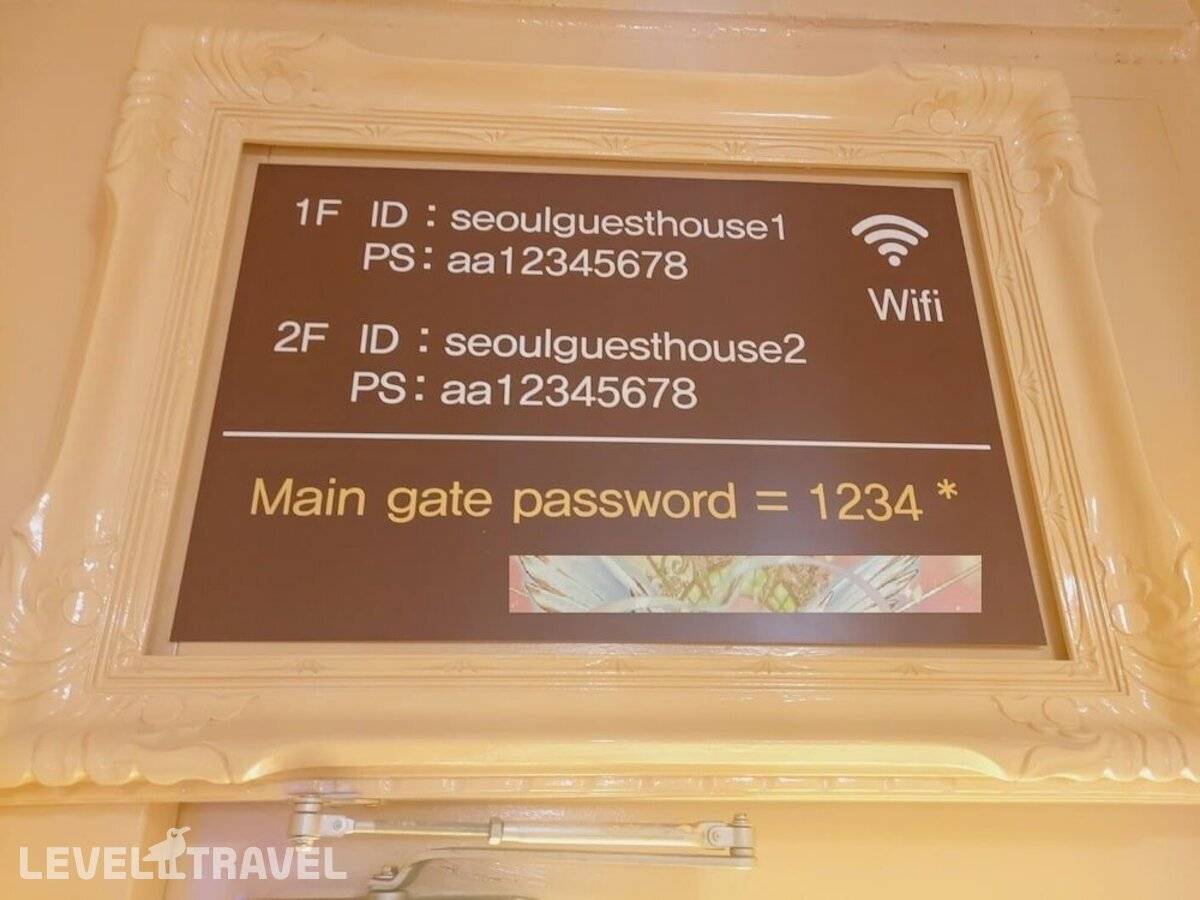 1F ID : seoulguesthouse1
PS : aa12345678
Wifi
2F ID : seoulguesthouse2
PS : aa12345678
Main gate password = 1234 *
LEVEL TRAVEL